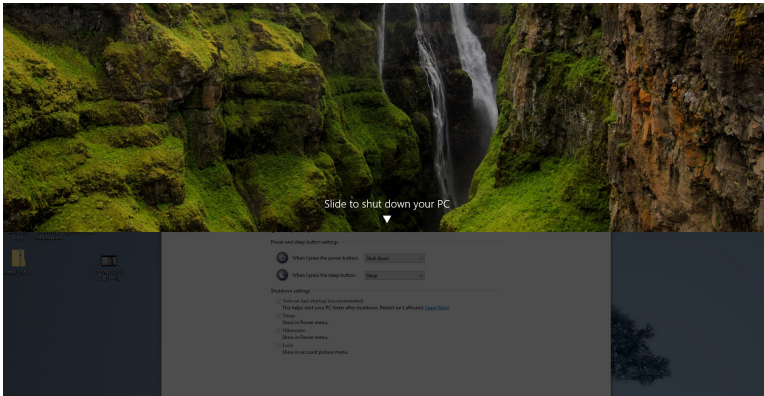 Slide to shut down your PC
Power and sleep button settings
When I press the power button: Shut down
When I press the sleep button: Sleep
Shutdown settings
Turn on fast startup (recommended)
This helps start your PC faster after shutdown. Restart isn't affected. Learn More
Sleep
Show in Power menu.
Hibernate
Show in Power menu.
Lock
Show in account picture menu.